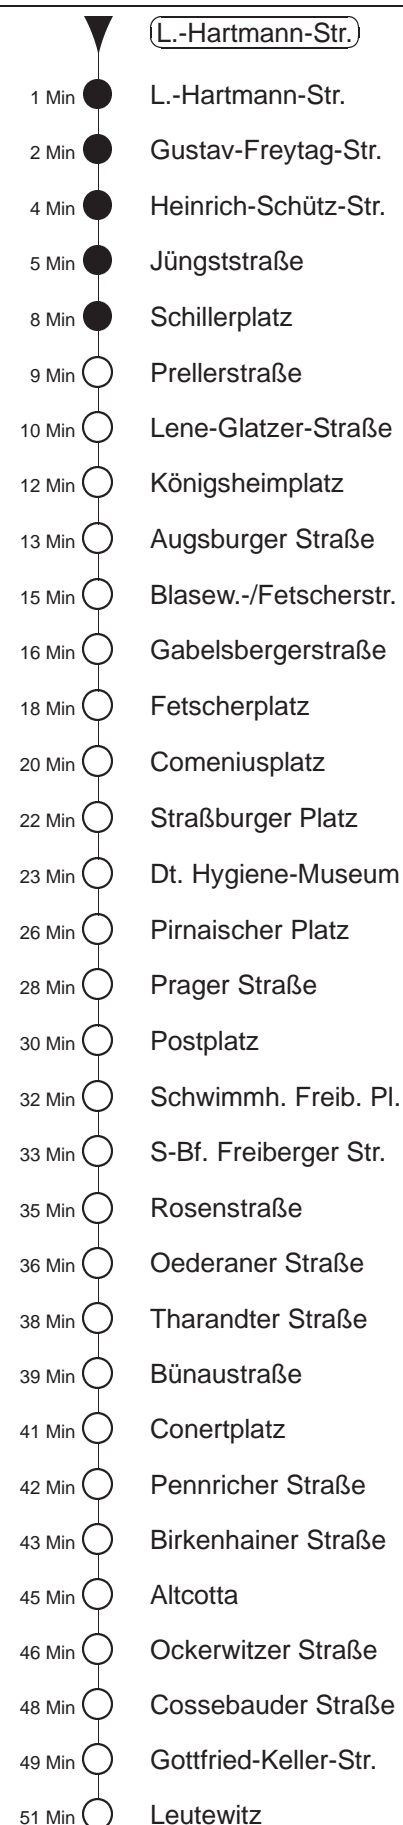 L.-Hartmann-Str.
1 Min L.-Hartmann-Str.
2 Min Gustav-Freytag-Str.
4 Min Heinrich-Schütz-Str.
5 Min Jüngststraße
8 Min Schillerplatz
9 Min Prellerstraße
10 Min Lene-Glatzer-Straße
12 Min Königsheimplatz
13 Min Augsburger Straße
15 Min Blasew.-/Fetscherstr.
16 Min Gabelsbergerstraße
18 Min Fetscherplatz
20 Min Comeniusplatz
22 Min Straßburger Platz
23 Min Dt. Hygiene-Museum
26 Min Pirnaischer Platz
28 Min Prager Straße
30 Min Postplatz
32 Min Schwimmh. Freib. Pl.
33 Min S-Bf. Freiberger Str.
35 Min Rosenstraße
36 Min Oederaner Straße
38 Min Tharandter Straße
39 Min Bünaustraße
41 Min Conertplatz
42 Min Pennricher Straße
43 Min Birkenhainer Straße
45 Min Altcotta
46 Min Ockerwitzer Straße
48 Min Cossebauder Straße
49 Min Gottfried-Keller-Str.
51 Min Leutewitz